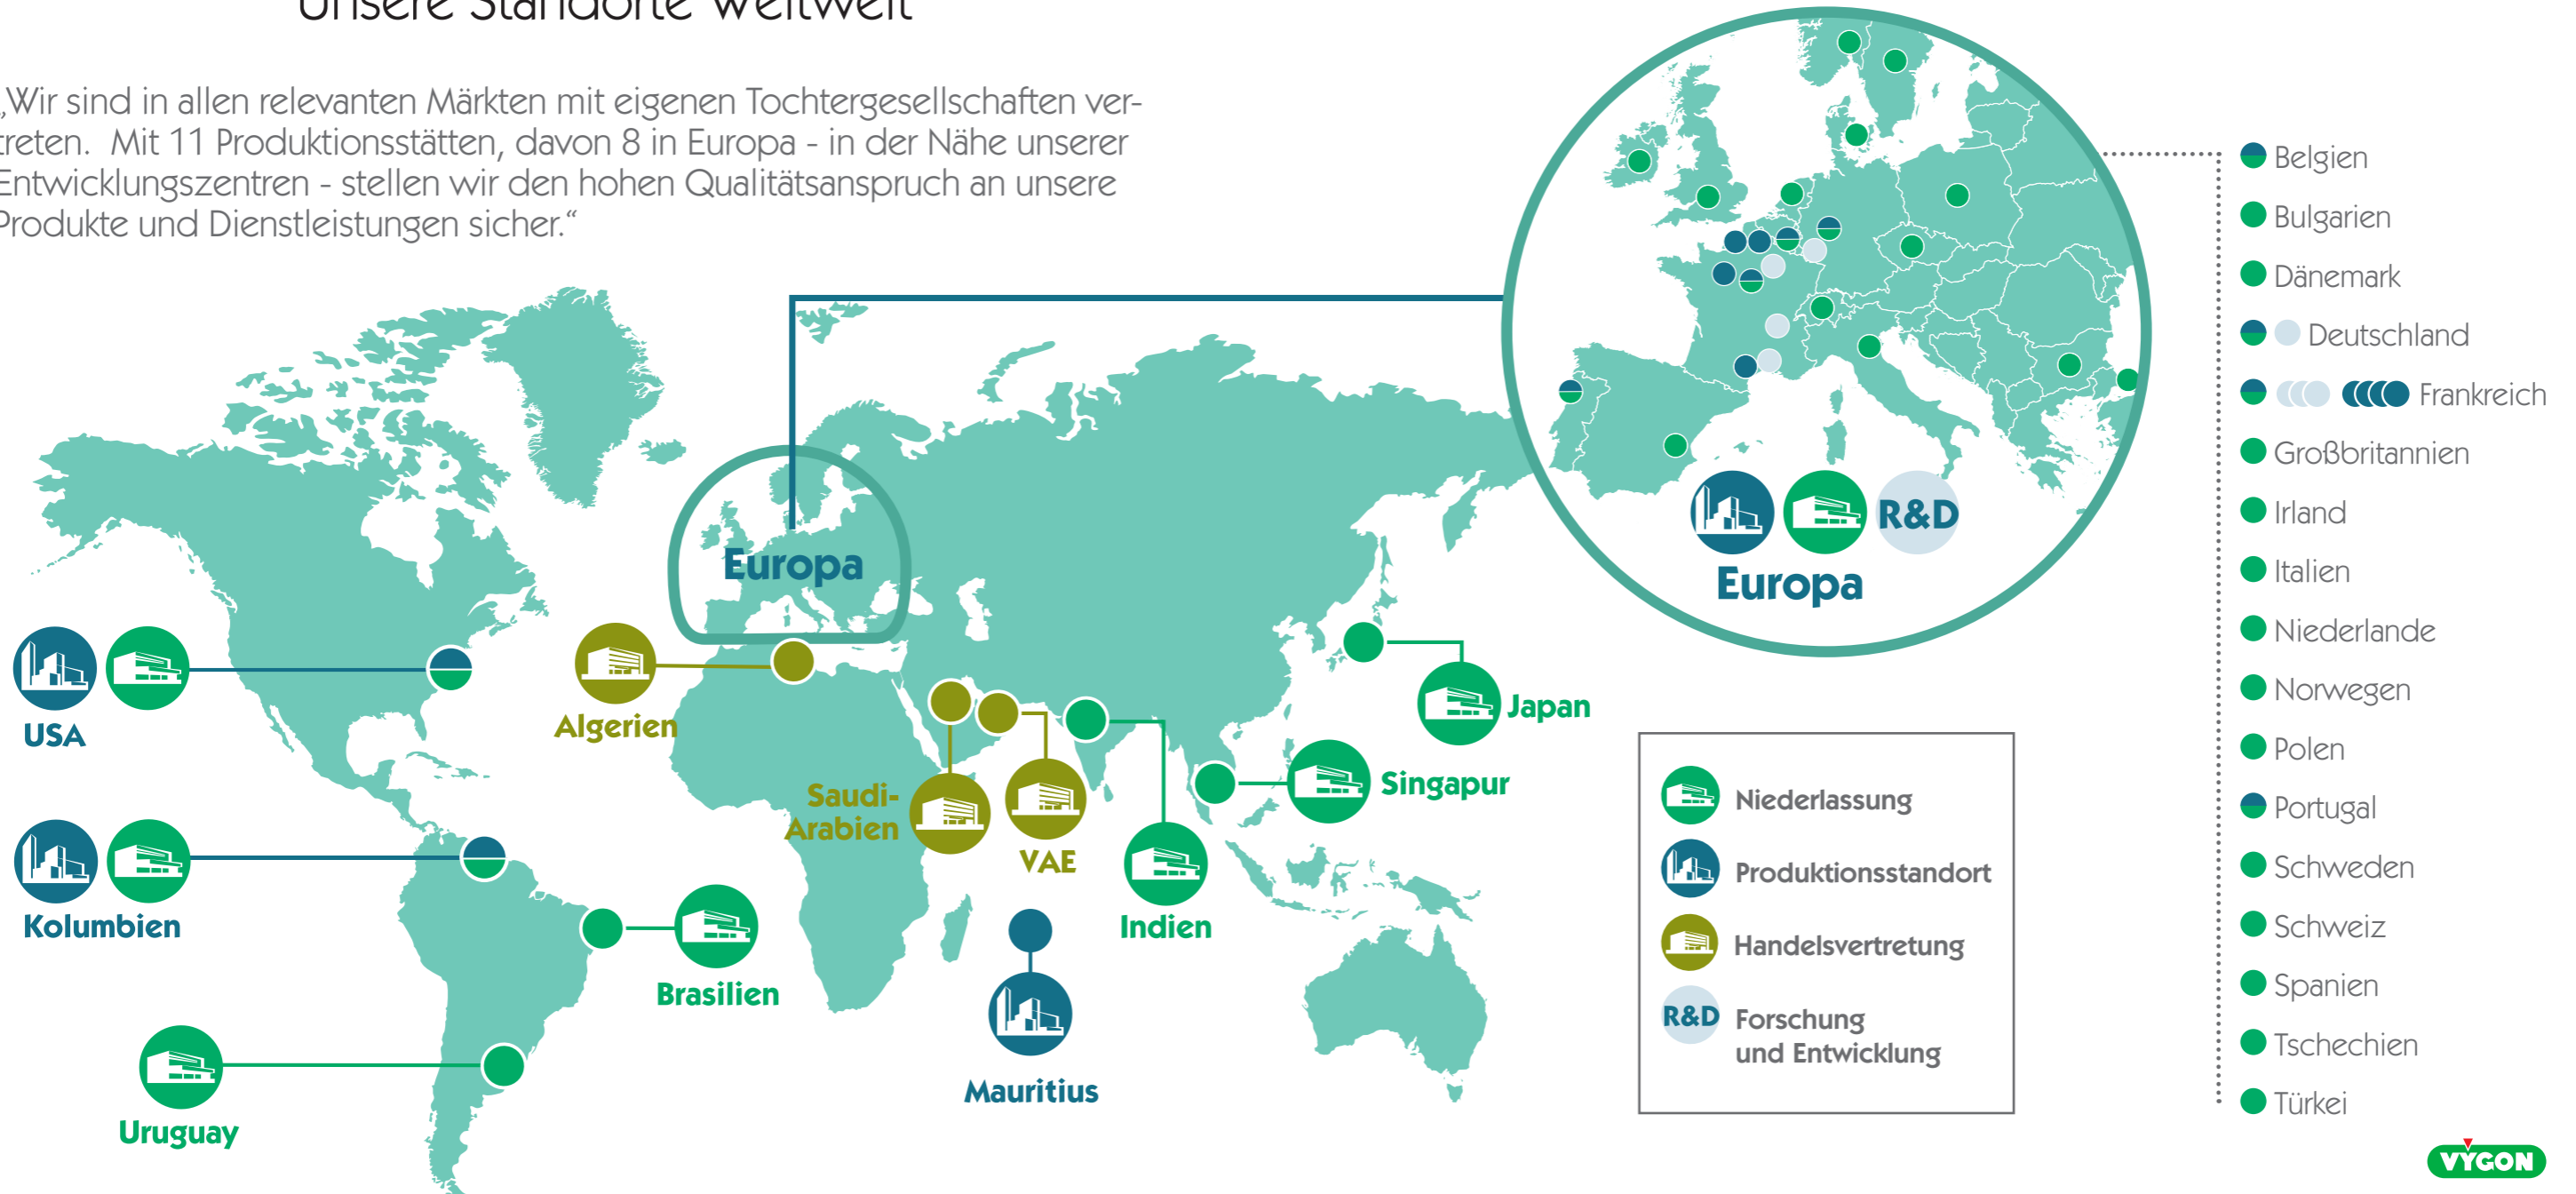 Unsere Standorte weltweit
„Wir sind in allen relevanten Märkten mit eigenen Tochtergesellschaften ver-
treten. Mit 11 Produktionsstätten, davon 8 in Europa - in der Nähe unserer
Entwicklungszentren - stellen wir den hohen Qualitätsanspruch an unsere
Produkte und Dienstleistungen sicher.“
Europa
R&D
Europa
USA
Kolumbien
Uruguay
Brasilien
Algerien
Saudi-
Arabien
VAE
Mauritius
Indien
Singapur
Japan
Niederlassung
Produktionsstandort
Handelsvertretung
R&D Forschung
und Entwicklung
Belgien
Bulgarien
Dänemark
Deutschland
Frankreich
Großbritannien
Irland
Italien
Niederlande
Norwegen
Polen
Portugal
Schweden
Schweiz
Spanien
Tschechien
Türkei
VYGON